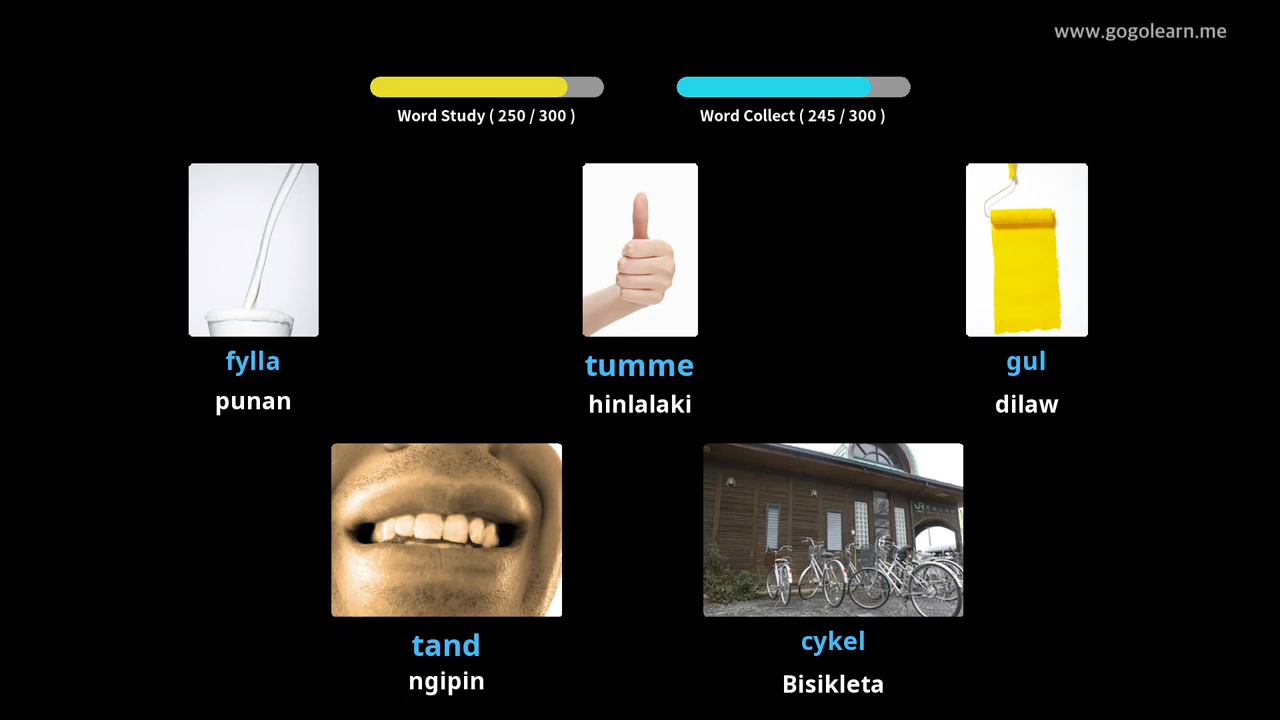 www.gogolearn.me
Word Study ( 250 / 300 )
Word Collect ( 245 / 300 )
fylla
punan
tumme
hinlalaki
gul
dilaw
tand
ngipin
cykel
Bisikleta